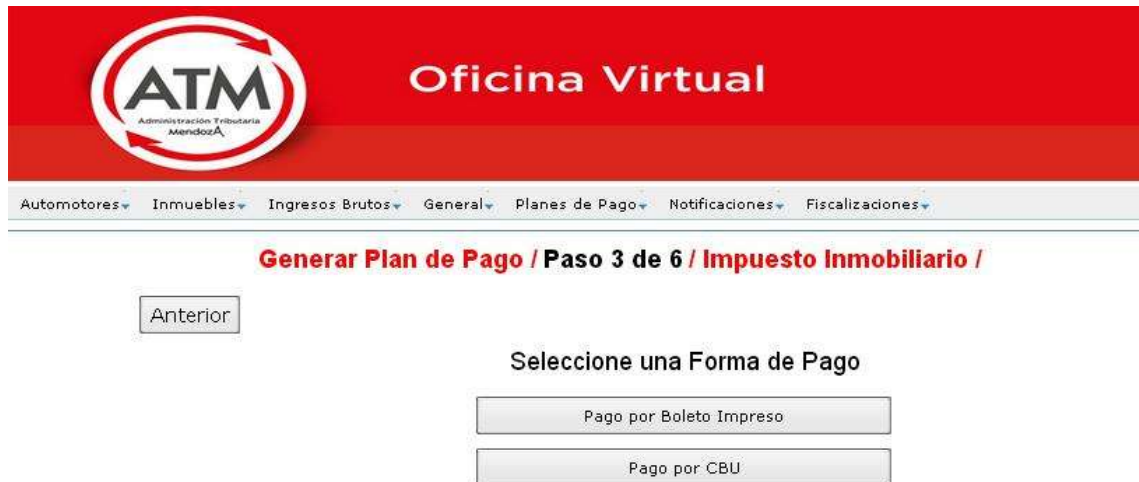 ATM
Administración Tributaria
MendozA
Oficina Virtual
Automotores Inmuebles Ingresos Brutos General Planes de Pago Notificaciones Fiscalizaciones
Generar Plan de Pago / Paso 3 de 6 / Impuesto Inmobiliario /
Anterior
Seleccione una Forma de Pago
Pago por Boleto Impreso
Pago por CBU